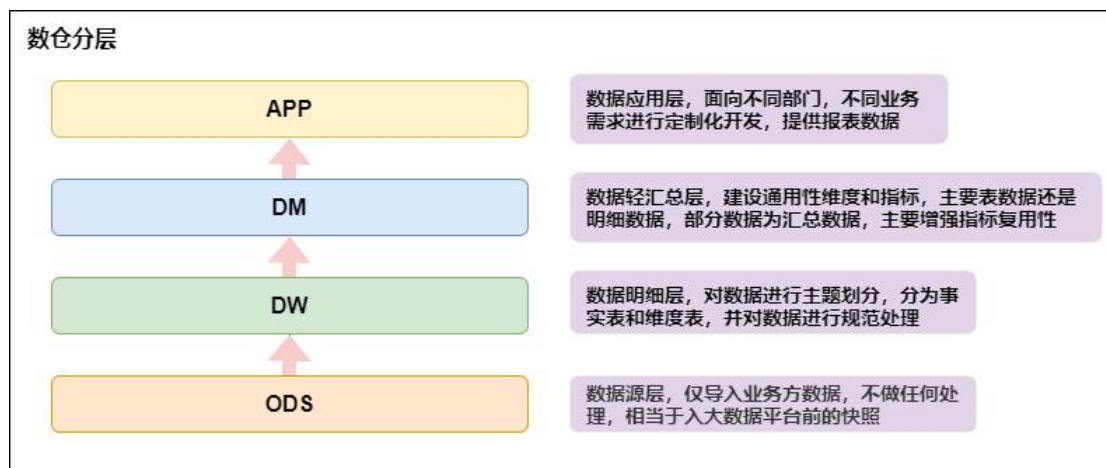 数仓分层
APP
数据应用层，面向不同部门，不同业务
需求进行定制化开发，提供报表数据
DM
数据轻汇总层，建设通用性维度和指标，主要表数据还是
明细数据，部分数据为汇总数据，主要增强指标复用性
DW
数据明细层，对数据进行主题划分，分为事
实表和维度表，并对数据进行规范处理
ODS
数据源层，仅导入业务方数据，不做任何处
理，相当于入大数据平台前的快照